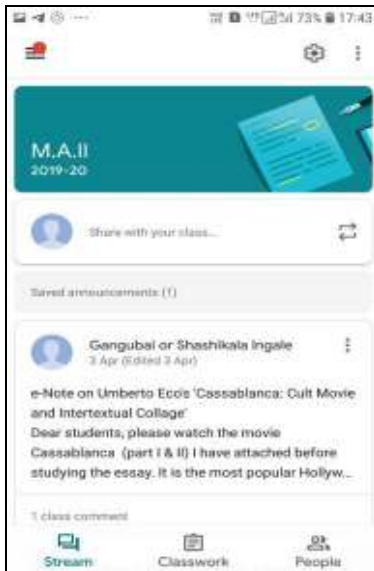 73% 17:43
M.A.II
2019-20
Share with your class...
Saved announcements (1)
Gangubai or Shashikala Ingale
3 Apr (Edited 3 Apr)
e-Note on Umberto Eco's 'Cassablanca: Cult Movie
and Intertextual Collage'
Dear students, please watch the movie
Cassablanca (part I & II) I have attached before
studying the essay. It is the most popular Hollyw...
1 class comment
Stream Classwork People